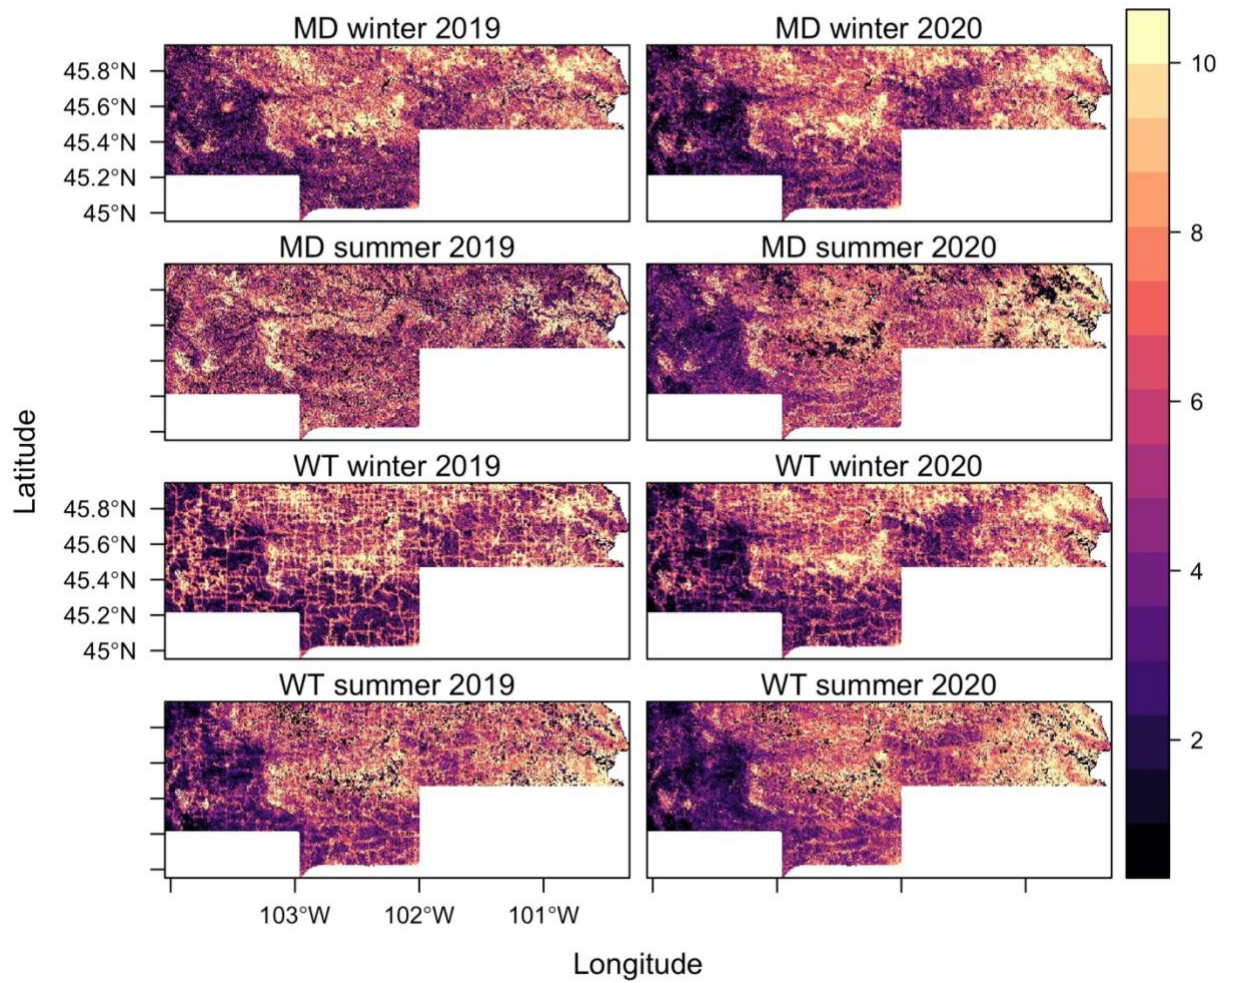 MD winter 2019
MD winter 2020
45.8°N
45.6°N
45.4°N
45.2°N
45°N
MD summer 2019
MD summer 2020
WT winter 2019
WT winter 2020
45.8°N
45.6°N
45.4°N
45.2°N
45°N
WT summer 2019
WT summer 2020
103°W
102°W
101°W
Longitude
Latitude
10
8
6
4
2